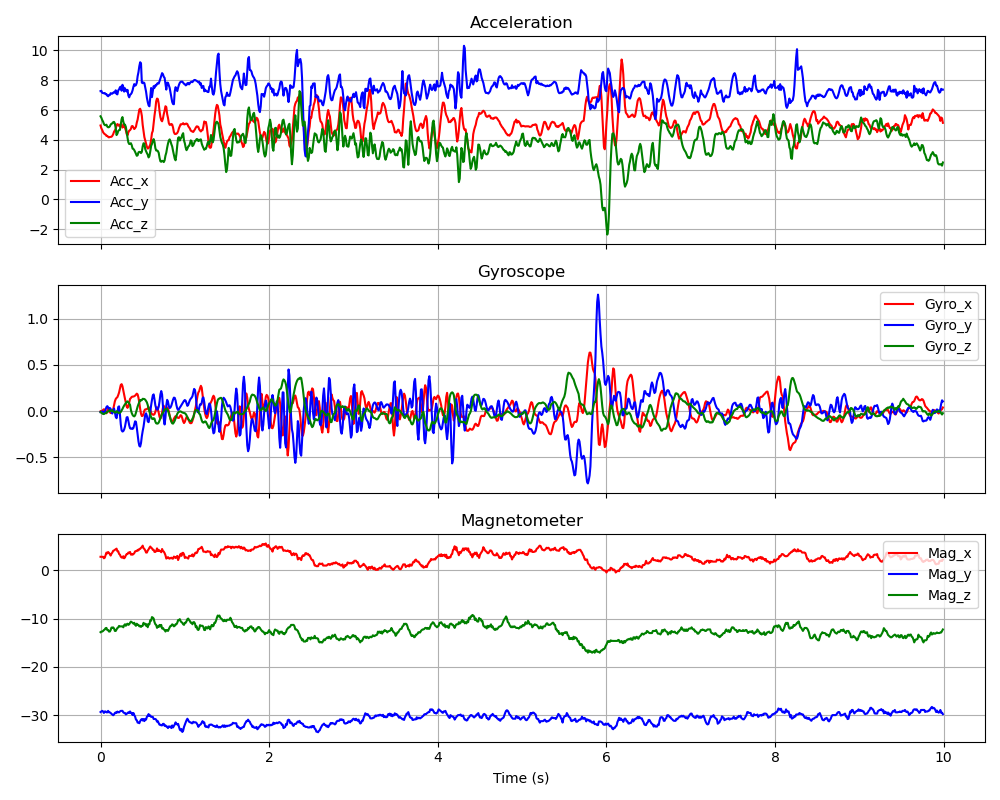 Acceleration
10
8
6
4
2
0
−2
Acc_x
Acc_y
Acc_z
Gyroscope
1.0
0.5
0.0
−0.5
Gyro_x
Gyro_y
Gyro_z
Magnetometer
0
−10
−20
−30
Mag_x
Mag_y
Mag_z
0 2 4 6 8 10
Time (s)